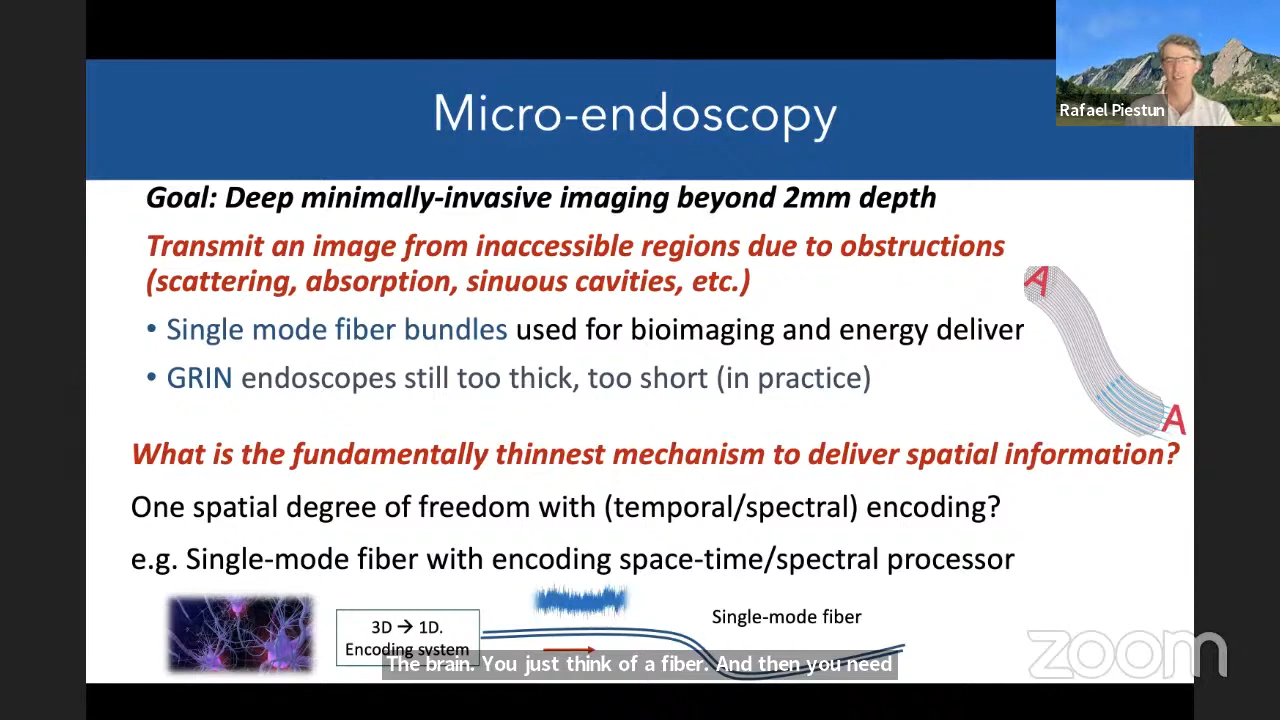 Micro-endoscopy
Rafael Piestun
Goal: Deep minimally-invasive imaging beyond 2mm depth
Transmit an image from inaccessible regions due to obstructions
(scattering, absorption, sinuous cavities, etc.)
• Single mode fiber bundles used for bioimaging and energy deliver
• GRIN endoscopes still too thick, too short (in practice)
A
A
What is the fundamentally thinnest mechanism to deliver spatial information?
One spatial degree of freedom with (temporal/spectral) encoding?
e.g. Single-mode fiber with encoding space-time/spectral processor
3D → 1D.
Encoding system
Single-mode fiber
The brain. You just think of a fiber. And then you need
zoom